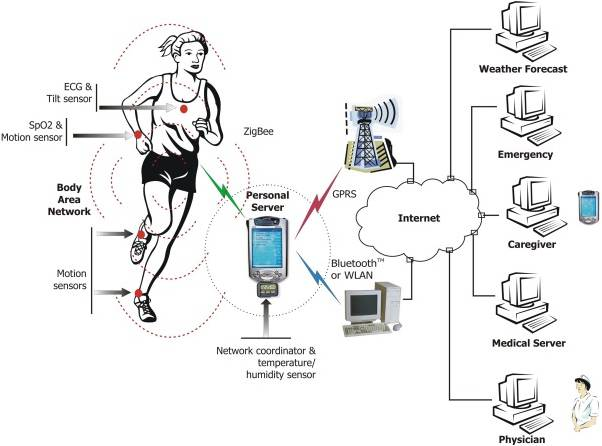 ECG &
Tilt sensor
SpO2 &
Motion sensor
Body
Area
Network
Motion
sensors
ZigBee
Personal
Server
Network coordinator &
temperature/
humidity sensor
GPRS
Bluetooth™
or WLAN
Internet
Weather Forecast
Emergency
Caregiver
Medical Server
Physician